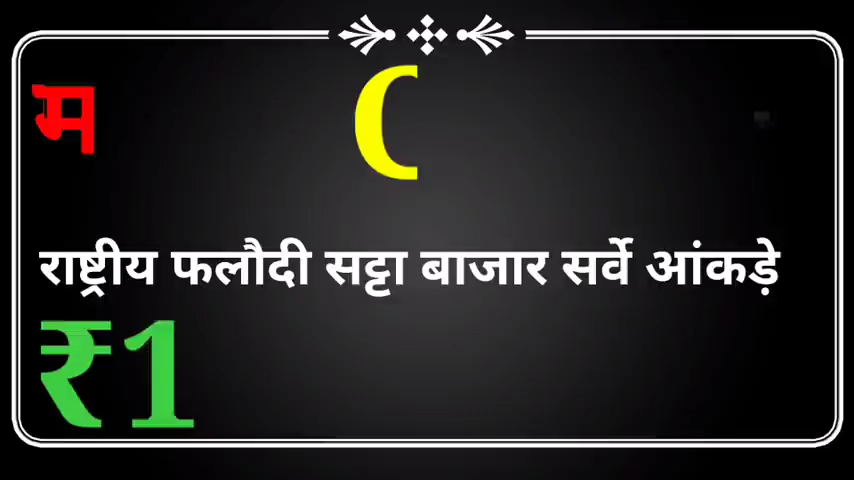 म
राष्ट्रीय फलौदी सट्टा बाजार सर्वे आंकड़े
₹1